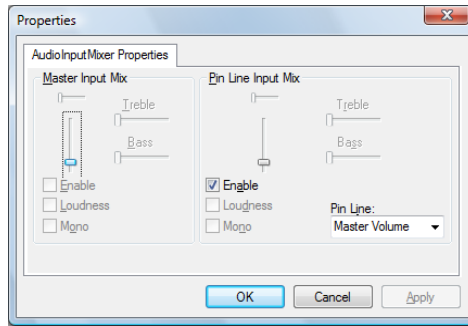 Properties
AudioInputMixer Properties
Master Input Mix
Treble
Bass
Enable
Loudness
Mono
Pin Line Input Mix
Treble
Bass
Enable
Loudness
Mono
Pin Line:
Master Volume
OK
Cancel
Apply